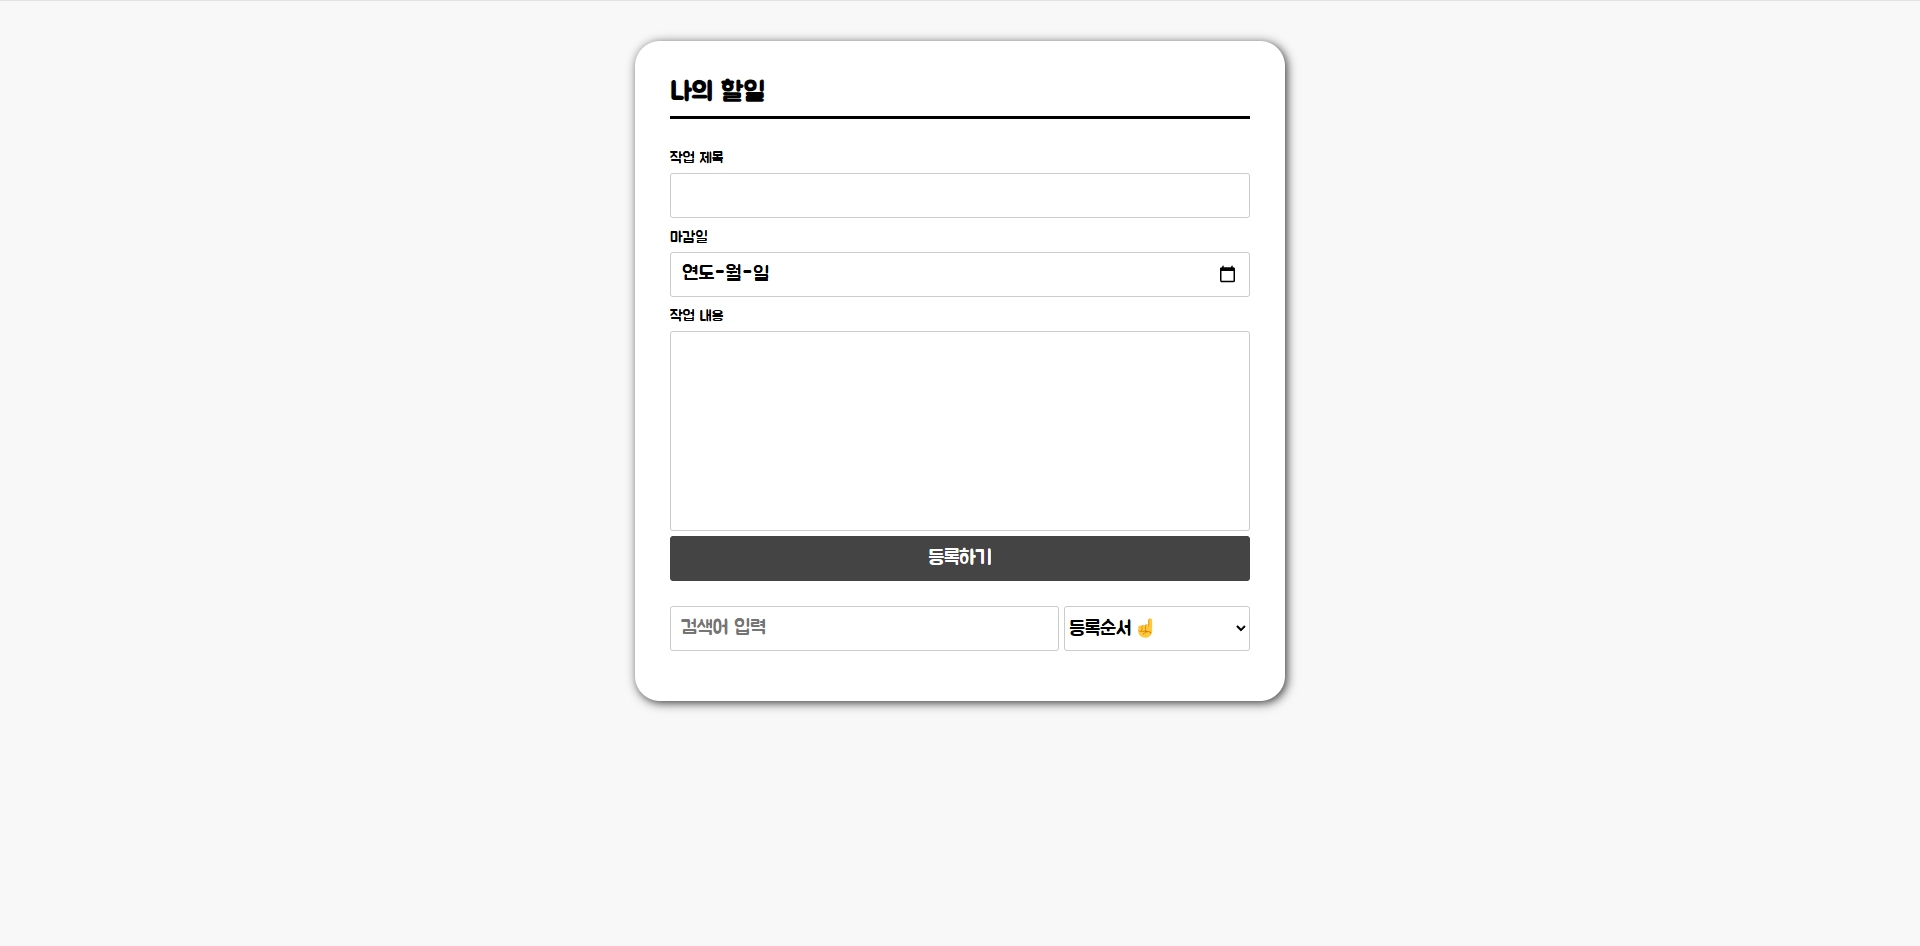 나의 할일
작업 제목
마감일
연도-월-일
작업 내용
등록하기
검색어 입력
등록순서 ☝